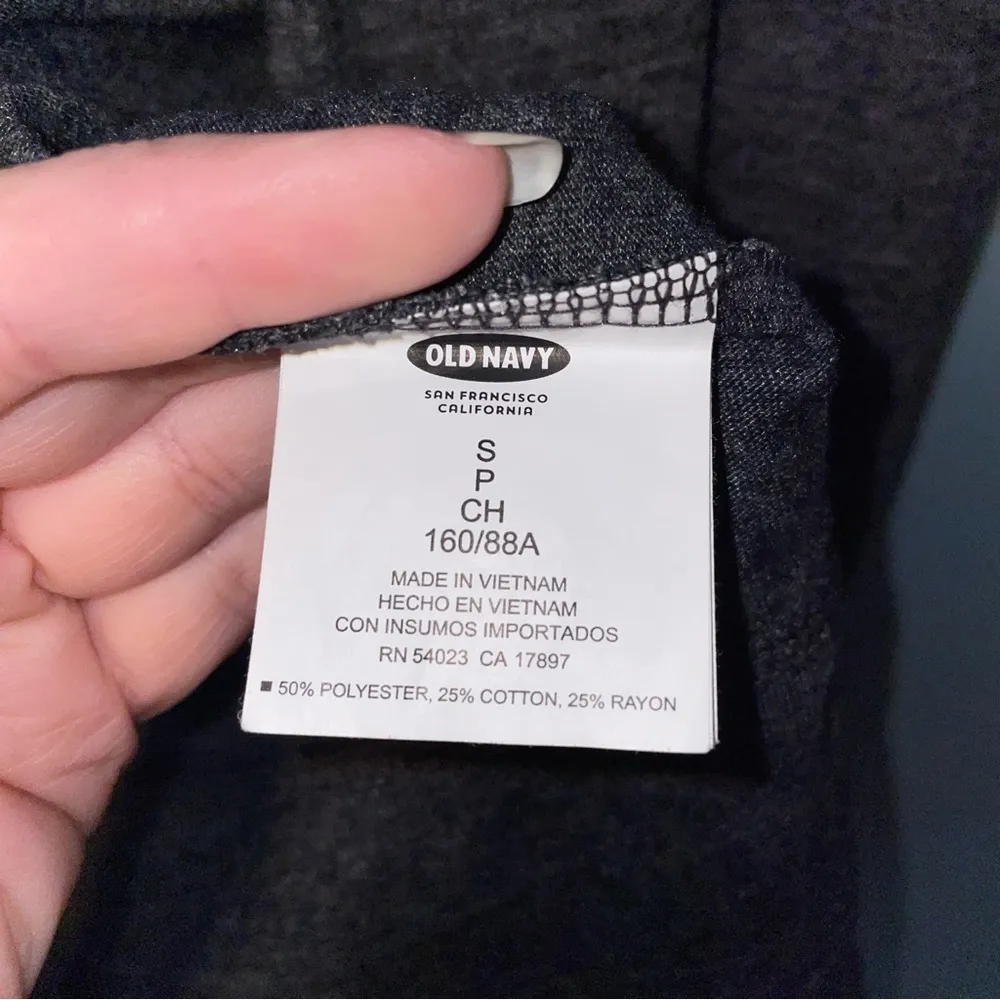 OLD NAVY
SAN FRANCISCO
CALIFORNIA
S
P
CH
160/88A
MADE IN VIETNAM
HECHO EN VIETNAM
CON INSUMOS IMPORTADOS
RN 54023 CA 17897
50% POLYESTER, 25% COTTON, 25% RAYON